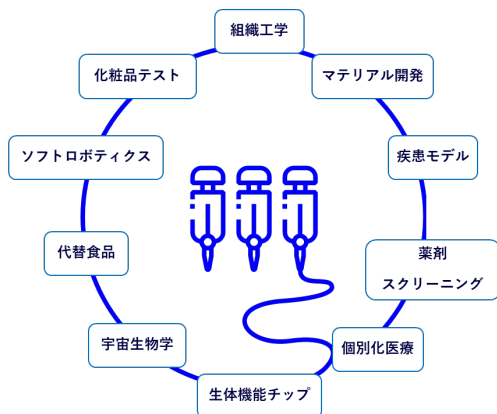 組織工学
マテリアル開発
疾患モデル
薬剤
スクリーニング
個別化医療
生体機能チップ
宇宙生物学
代替食品
ソフトロボティクス
化粧品テスト